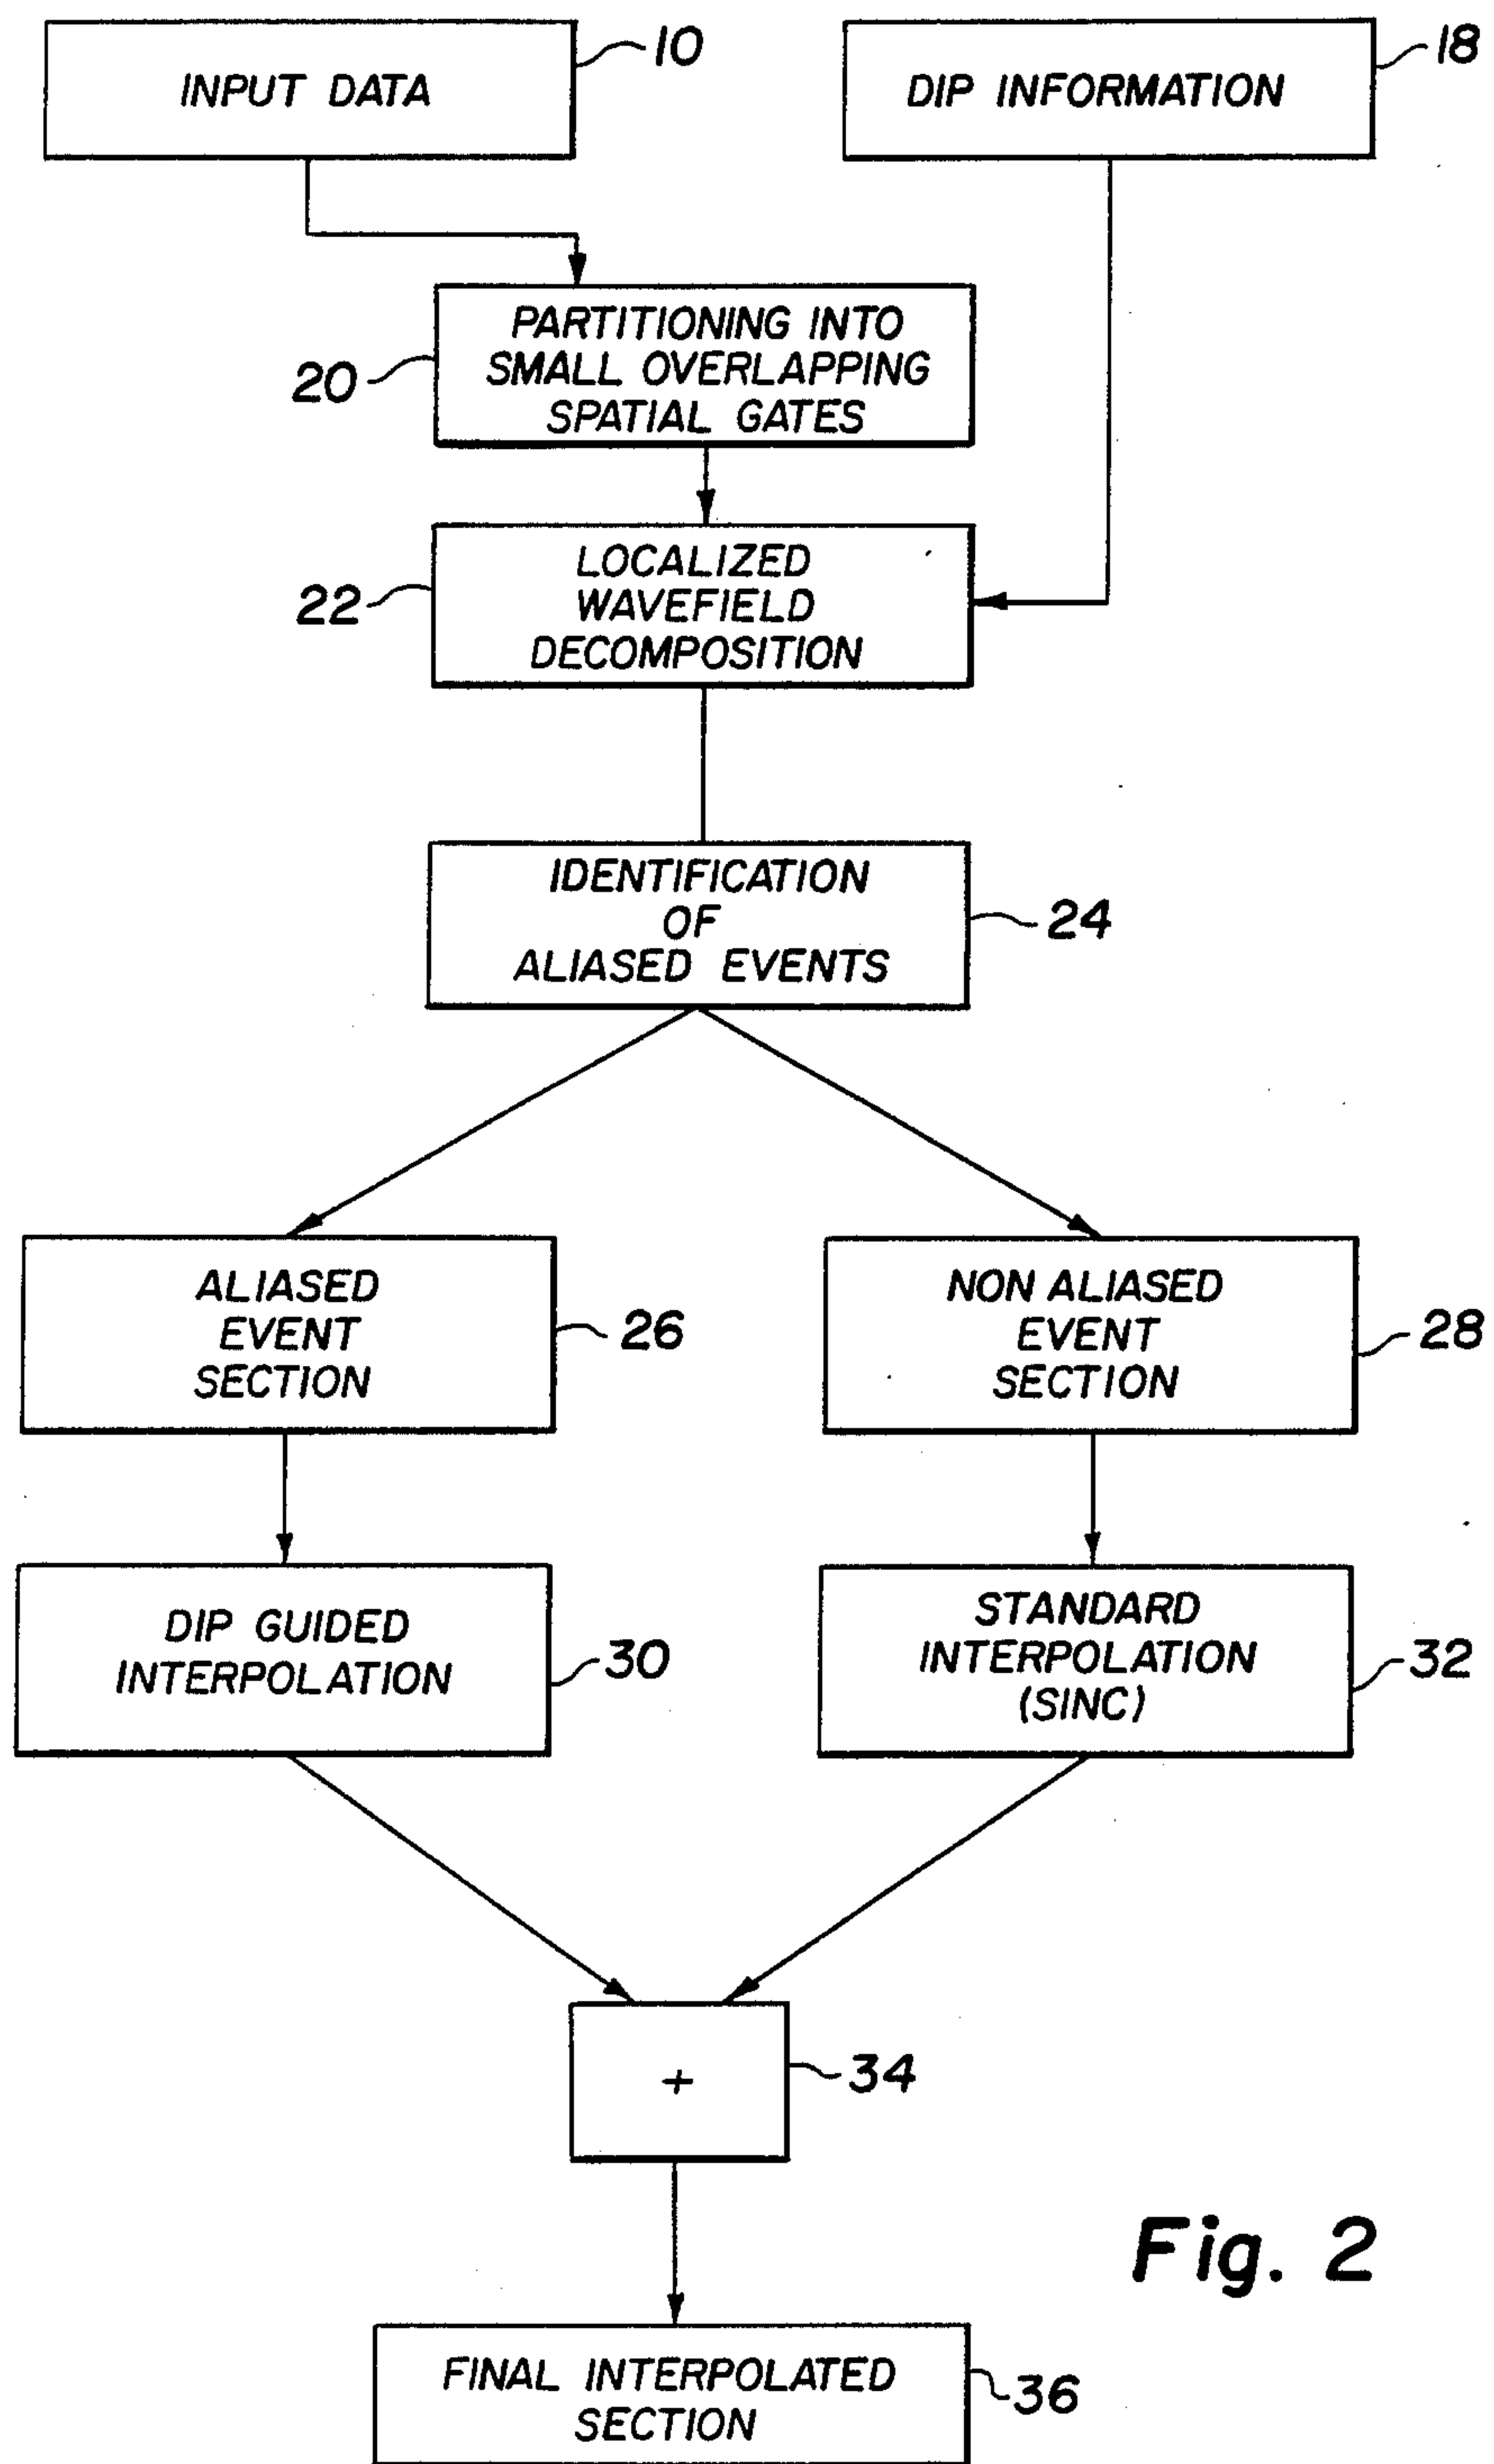 INPUT DATA
10
DIP INFORMATION
18
PARTITIONING INTO
SMALL OVERLAPPING
SPATIAL GATES
20
LOCALIZED
WAVEFIELD
DECOMPOSITION
22
IDENTIFICATION
OF
ALIASED EVENTS
24
ALIASED
EVENT
SECTION
26
NON ALIASED
EVENT
SECTION
28
DIP GUIDED
INTERPOLATION
30
STANDARD
INTERPOLATION
(SINC)
32
+
34
Fig. 2
FINAL INTERPOLATED
SECTION
36